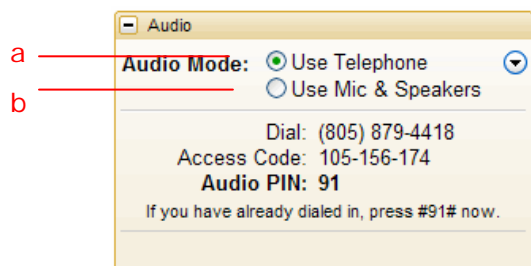 Audio
a
Audio Mode: Use Telephone
b
Use Mic & Speakers
Dial: (805) 879-4418
Access Code: 105-156-174
Audio PIN: 91
If you have already dialed in, press #91# now.